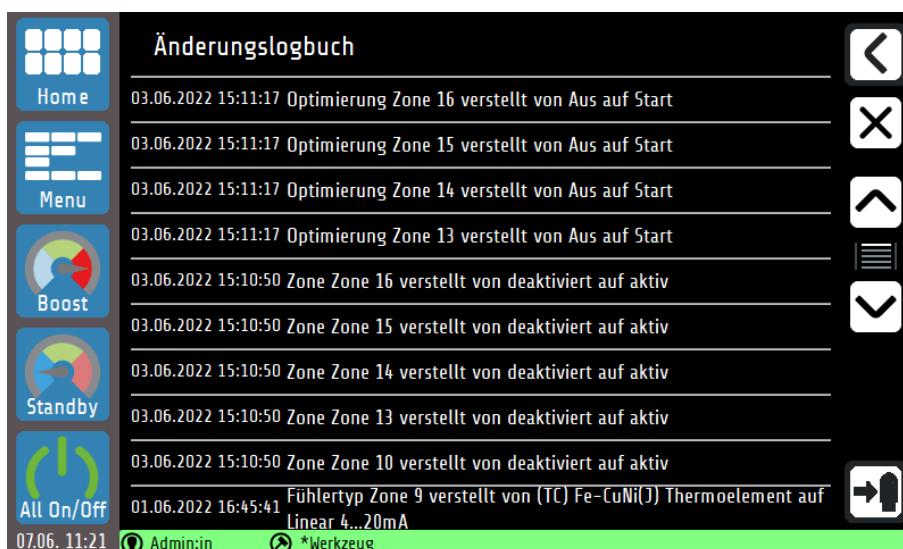 Änderungslogbuch
Home
03.06.2022 15:11:17 Optimierung Zone 16 verstellt von Aus auf Start
03.06.2022 15:11:17 Optimierung Zone 15 verstellt von Aus auf Start
Menu
03.06.2022 15:11:17 Optimierung Zone 14 verstellt von Aus auf Start
03.06.2022 15:11:17 Optimierung Zone 13 verstellt von Aus auf Start
03.06.2022 15:10:50 Zone Zone 16 verstellt von deaktiviert auf aktiv
Boost
03.06.2022 15:10:50 Zone Zone 15 verstellt von deaktiviert auf aktiv
03.06.2022 15:10:50 Zone Zone 14 verstellt von deaktiviert auf aktiv
Standby
03.06.2022 15:10:50 Zone Zone 13 verstellt von deaktiviert auf aktiv
03.06.2022 15:10:50 Zone Zone 10 verstellt von deaktiviert auf aktiv
01.06.2022 16:45:41 Fühlertyp Zone 9 verstellt von (TC) Fe-CuNi(J) Thermoelement auf
Linear 4...20mA
All On/Off
07.06. 11:21 Admin:in *Werkzeug